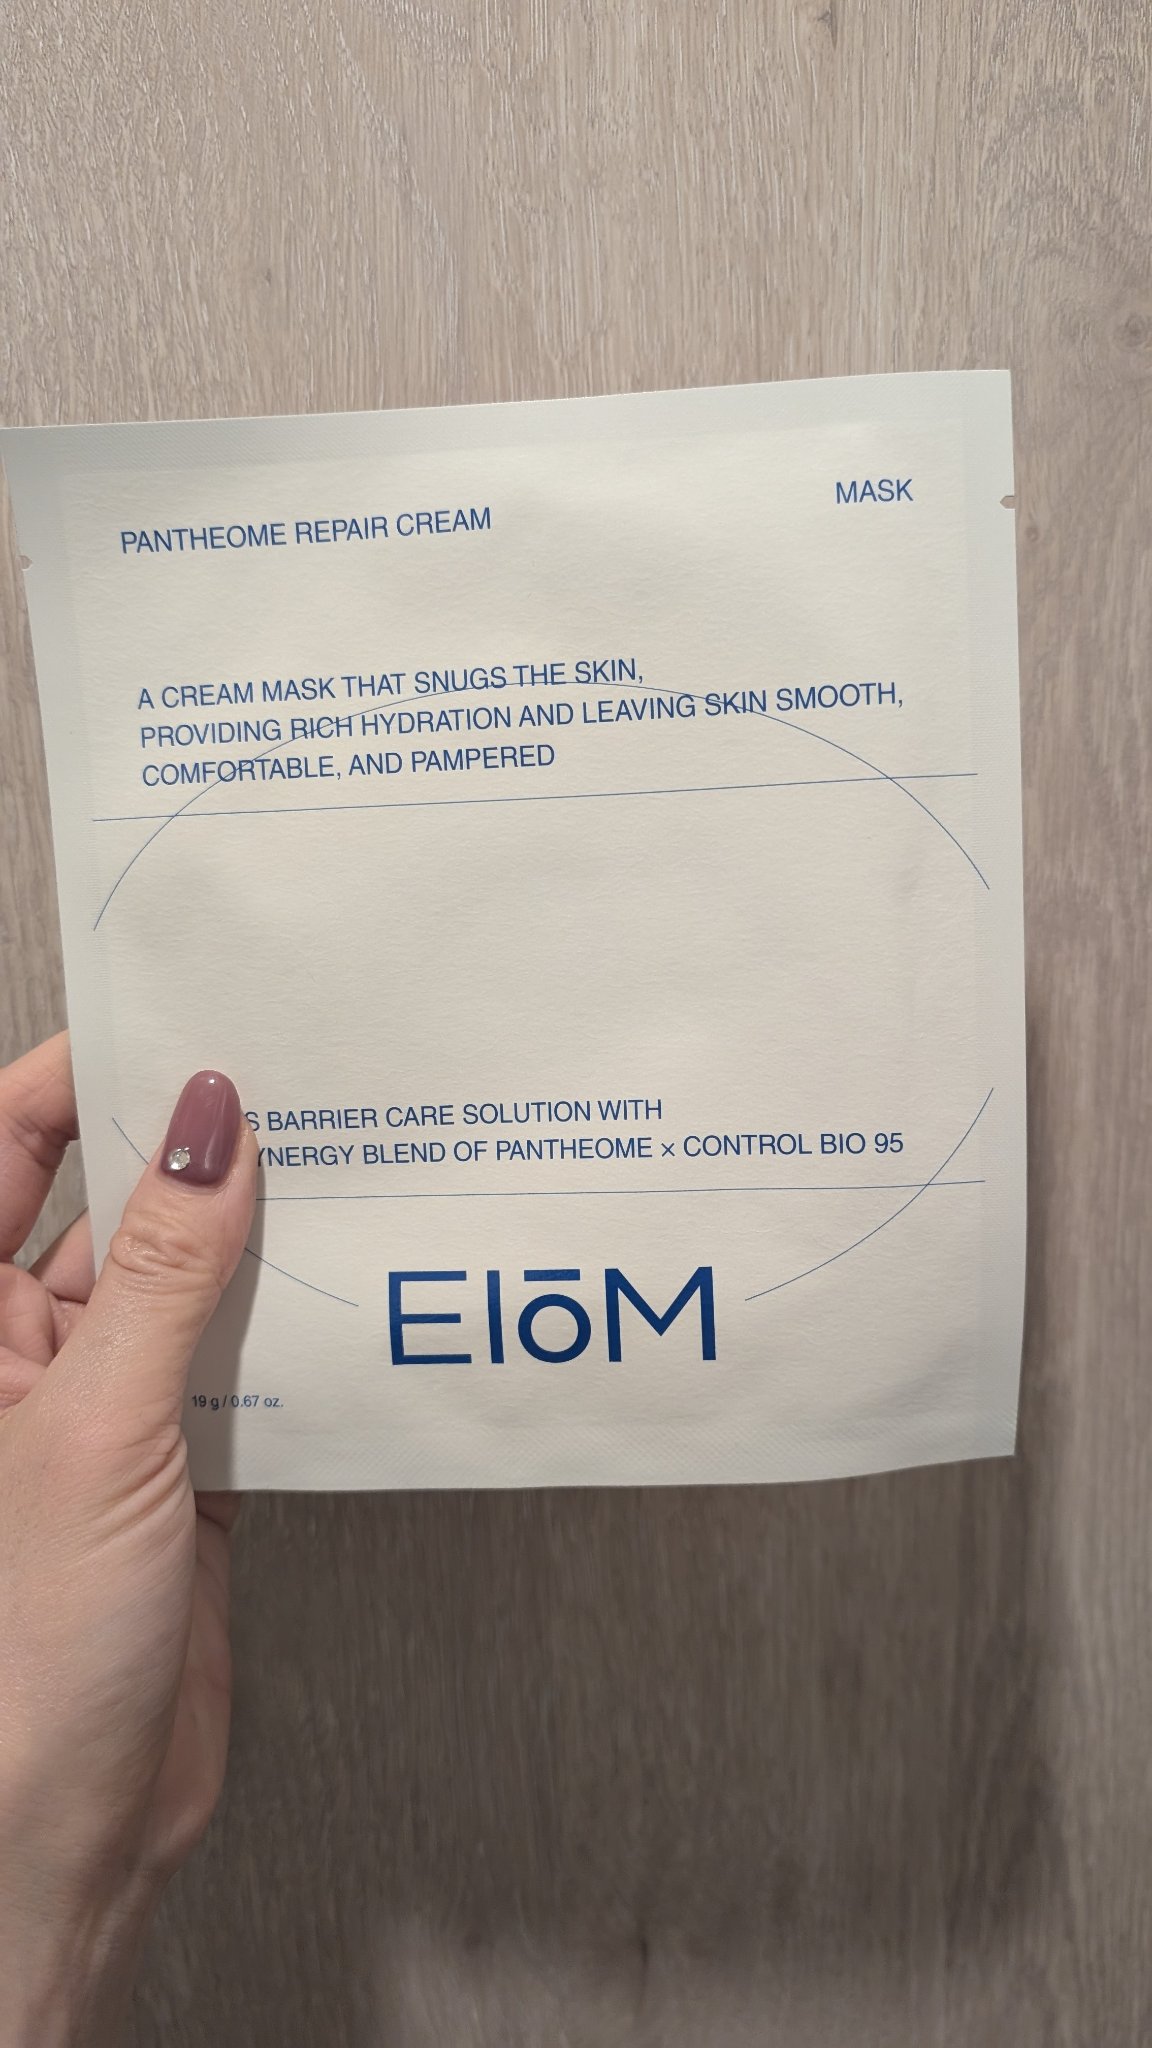 PANTHEOME REPAIR CREAM
MASK
A CREAM MASK THAT SNUGS THE SKIN,
PROVIDING RICH HYDRATION AND LEAVING SKIN SMOOTH,
COMFORTABLE, AND PAMPERED
BARRIER CARE SOLUTION WITH
BLEND OF PANTHEOME × CONTROL BIO 95
ElōM
19 g / 0.67 oz.